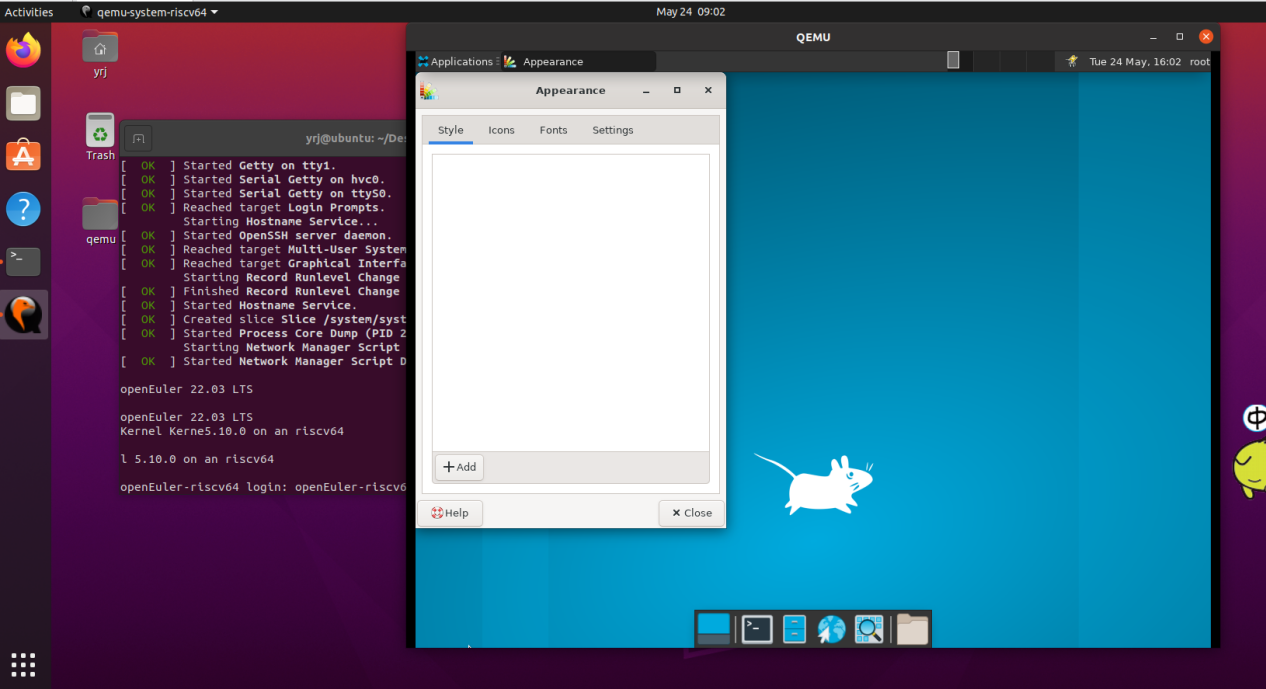 Activities
qemu-system-riscv64
May 24 09:02
yrj
Trash
qemu
yrj@ubuntu: ~/Des
[ OK ] Started Getty on tty1.
[ OK ] Started Serial Getty on hvc0.
[ OK ] Started Serial Getty on ttyS0.
[ OK ] Reached target Login Prompts.
Starting Hostname Service...
[ OK ] Started OpenSSH server daemon.
[ OK ] Reached target Multi-User System
[ OK ] Reached target Graphical Interfa
Starting Record Runlevel Change
[ OK ] Finished Record Runlevel Change
[ OK ] Started Hostname Service.
[ OK ] Created slice Slice /system/syst
[ OK ] Started Process Core Dump (PID 2
Starting Network Manager Script
[ OK ] Started Network Manager Script D
openEuler 22.03 LTS
openEuler 22.03 LTS
Kernel Kerne5.10.0 on an riscv64
l 5.10.0 on an riscv64
openEuler-riscv64 login: openEuler-riscv6
QEMU
Applications
Appearance
Tue 24 May, 16:02
root
Appearance
Style
Icons
Fonts
Settings
Add
Help
Close
中